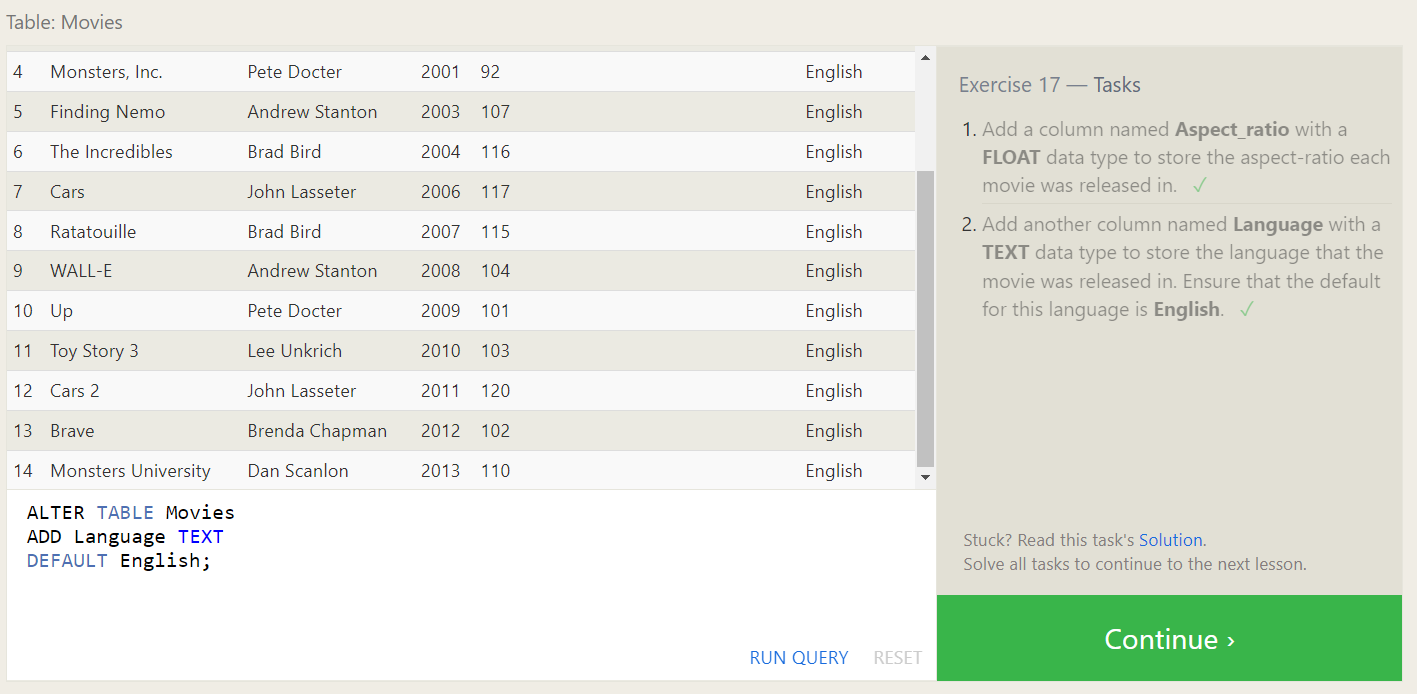 Table: Movies
4 Monsters, Inc. Pete Docter 2001 92 English
5 Finding Nemo Andrew Stanton 2003 107 English
6 The Incredibles Brad Bird 2004 116 English
7 Cars John Lasseter 2006 117 English
8 Ratatouille Brad Bird 2007 115 English
9 WALL-E Andrew Stanton 2008 104 English
10 Up Pete Docter 2009 101 English
11 Toy Story 3 Lee Unkrich 2010 103 English
12 Cars 2 John Lasseter 2011 120 English
13 Brave Brenda Chapman 2012 102 English
14 Monsters University Dan Scanlon 2013 110 English
ALTER TABLE Movies
ADD Language TEXT
DEFAULT English;
RUN QUERY RESET
Exercise 17 — Tasks
1. Add a column named Aspect_ratio with a
FLOAT data type to store the aspect-ratio each
movie was released in. ✓
2. Add another column named Language with a
TEXT data type to store the language that the
movie was released in. Ensure that the default
for this language is English. ✓
Stuck? Read this task's Solution.
Solve all tasks to continue to the next lesson.
Continue ›